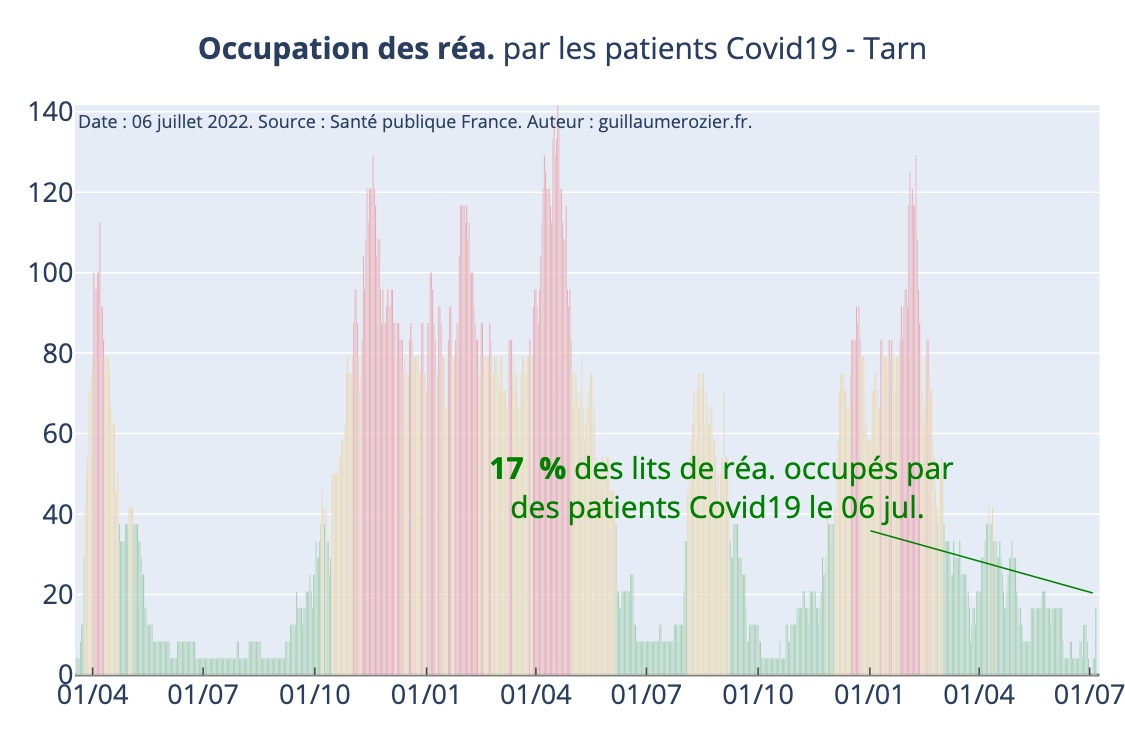 Occupation des réa. par les patients Covid19 - Tarn
140
Date : 06 juillet 2022. Source : Santé publique France. Auteur : guillaumerozier.fr.
120
100
80
60
17 % des lits de réa. occupés par
des patients Covid19 le 06 jul.
40
20
0
01/04 01/07 01/10 01/01 01/04 01/07 01/10 01/01 01/04 01/07